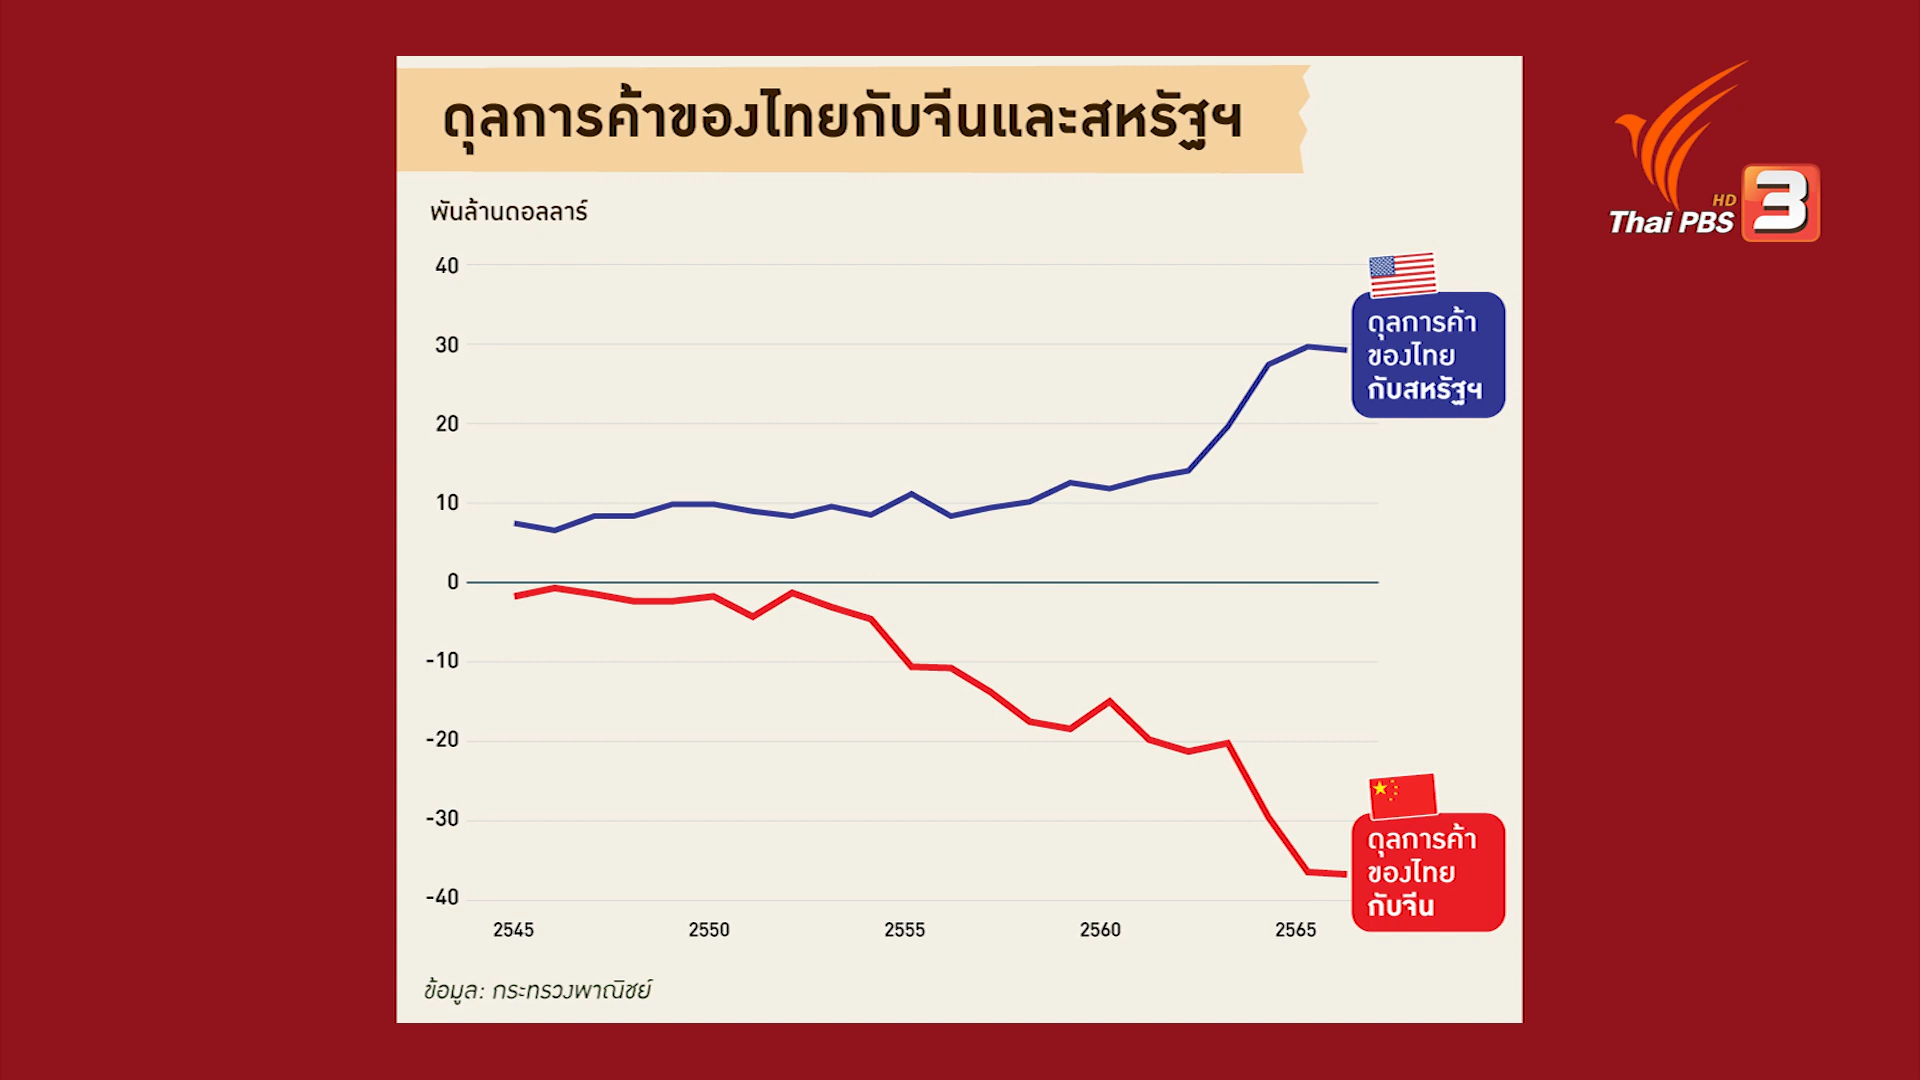 ดุลการค้าของไทยกับจีนและสหรัฐฯ
HD
Thai PBS 3
พันล้านดอลลาร์
40
30
20
10
0
-10
-20
-30
-40
ดุลการค้า
ของไทย
กับสหรัฐฯ
ดุลการค้า
ของไทย
กับจีน
2545 2550 2555 2560 2565
ข้อมูล: กระทรวงพาณิชย์